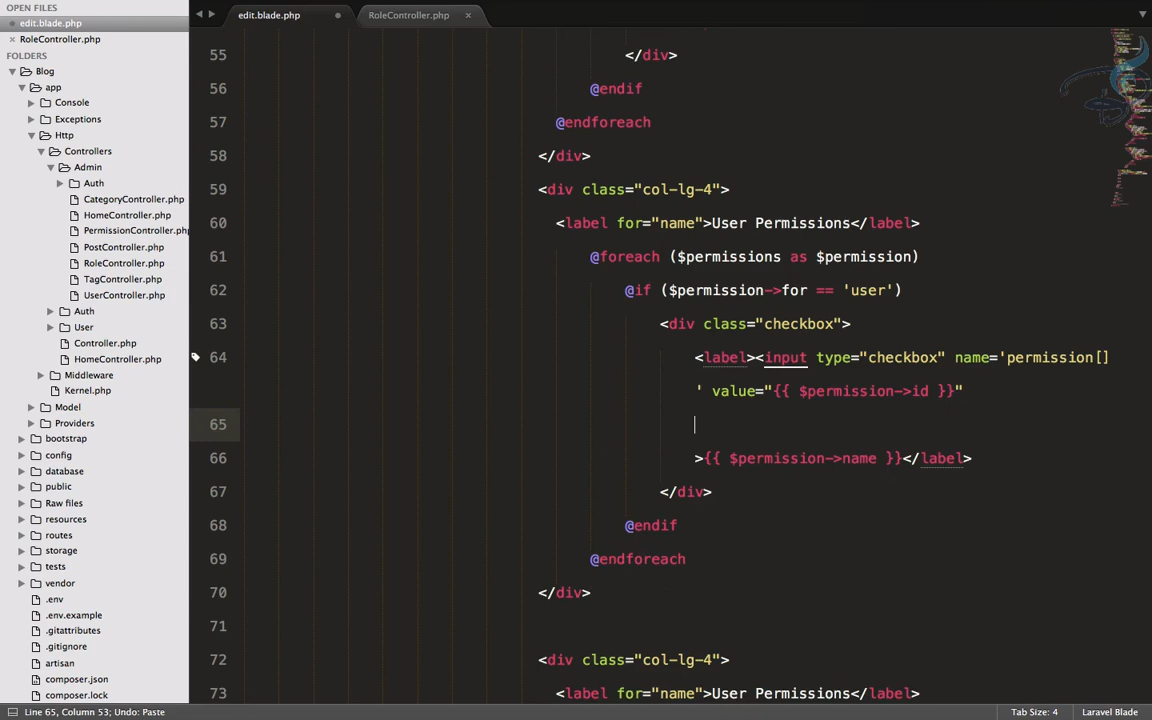 OPEN FILES
edit.blade.php
× RoleController.php
FOLDERS
Blog
app
Console
Exceptions
Http
Controllers
Admin
Auth
CategoryController.php
HomeController.php
PermissionController.php
PostController.php
RoleController.php
TagController.php
UserController.php
Auth
User
Controller.php
HomeController.php
Middleware
Kernel.php
Model
Providers
bootstrap
config
database
public
Raw files
resources
routes
storage
tests
vendor
.env
.env.example
.gitattributes
.gitignore
artisan
composer.json
composer.lock
edit.blade.php
RoleController.php ×
55 </div>
56 @endif
57 @endforeach
58 </div>
59 <div class="col-lg-4">
60 <label for="name">User Permissions</label>
61 @foreach ($permissions as $permission)
62 @if ($permission->for == 'user')
63 <div class="checkbox">
64 <label><input type="checkbox" name='permission[]
' value="{{ $permission->id }}"
65
66 >{{ $permission->name }}</label>
67 </div>
68 @endif
69 @endforeach
70 </div>
71
72 <div class="col-lg-4">
73 <label for="name">User Permissions</label>
Line 65, Column 53; Undo: Paste
Tab Size: 4
Laravel Blade